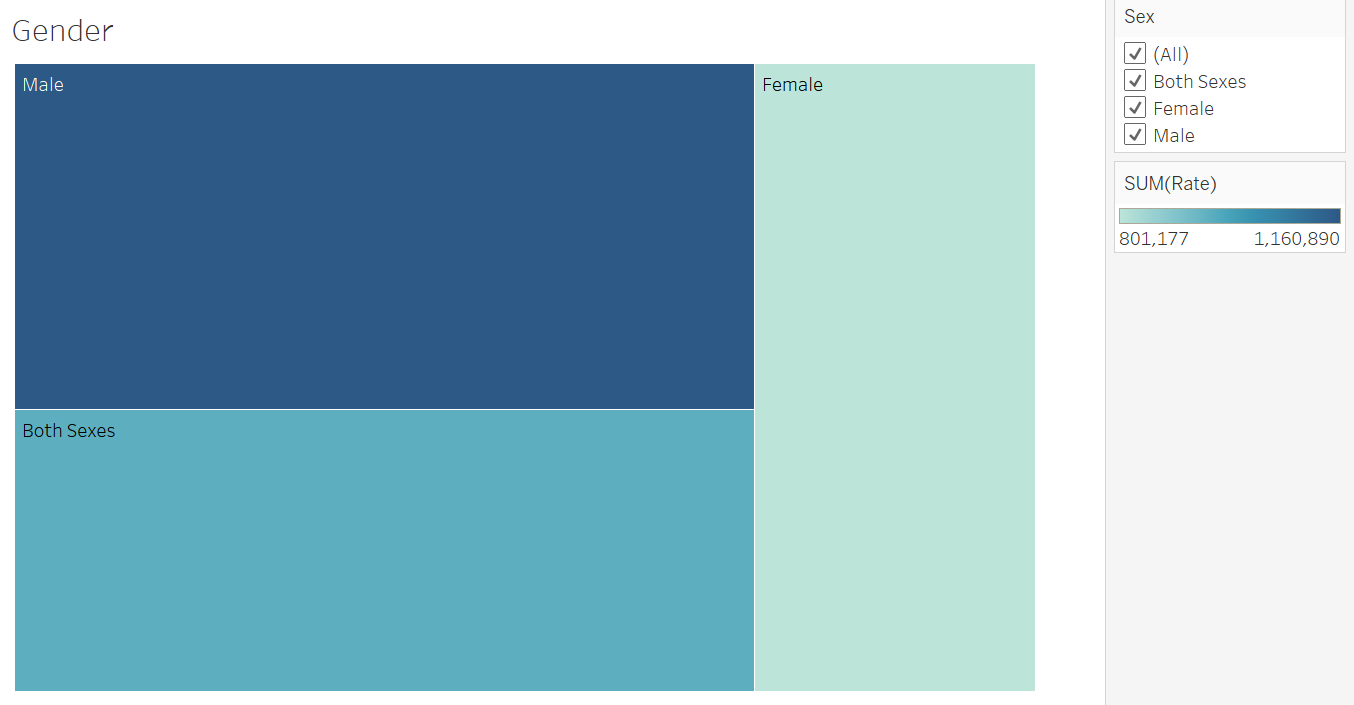 Gender
Male
Female
Both Sexes
Sex
(All)
Both Sexes
Female
Male
SUM(Rate)
801,177 1,160,890